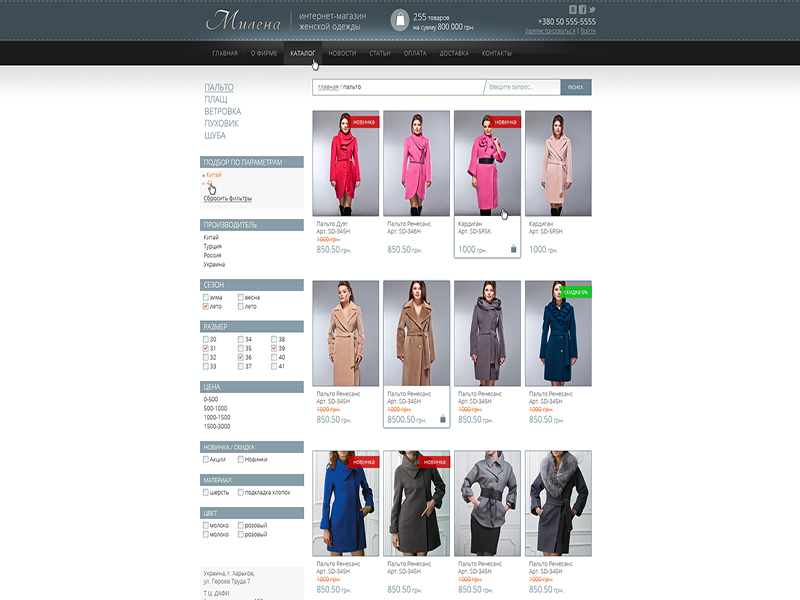 Милена
интернет-магазин
женской одежды
255 товаров
на сумму 800 000 грн.
+380 50 555-5555
Зарегистрироваться | Войти
ГЛАВНАЯ О ФИРМЕ КАТАЛОГ НОВОСТИ СТАТЬИ ОПЛАТА ДОСТАВКА КОНТАКТЫ
ПАЛЬТО
ПЛАЩ
ВЕТРОВКА
ПУХОВИК
ШУБА
ПОДБОР ПО ПАРАМЕТРАМ
× Китай
Сбросить фильтры
ПРОИЗВОДИТЕЛЬ
Китай
Турция
Россия
Украина
СЕЗОН
зима весна
лето лето
РАЗМЕР
30 34 38
31 35 39
32 36 40
33 37 41
ЦЕНА
0-500
500-1000
1000-1500
1500-3000
НОВИНКА / СКИДКА
Акции Новинки
МАТЕРИАЛ
шерсть подкладка хлопок
ЦВЕТ
молоко розовый
молоко розовый
Украина, г. Харьков,
ул. Героев Труда 7
Т.Ц. ДАФИ
главная / пальто
Введите запрос...
ПОИСК
новинка
Пальто Дуэт
Арт. SD-345H
1000 грн.
850.50 грн.
Пальто Ренесанс
Арт. SD-346H
850.50 грн.
новинка
Кардиган
Арт. SD-SRSK
1000 грн.
Кардиган
Арт. SD-SRSH
1000 грн.
Пальто Ренесанс
Арт. SD-345H
1000 грн.
850.50 грн.
Пальто Ренесанс
Арт. SD-345H
1000 грн.
8500.50 грн.
Пальто Ренесанс
Арт. SD-345H
1000 грн.
850.50 грн.
скидка 5%
Пальто Ренесанс
Арт. SD-345H
1000 грн.
850.50 грн.
новинка
Пальто Ренесанс
Арт. SD-345H
1000 грн.
850.50 грн.
новинка
Пальто Ренесанс
Арт. SD-345H
850.50 грн.
Пальто Ренесанс
Арт. SD-345H
1000 грн.
850.50 грн.
Пальто Ренесанс
Арт. SD-345H
1000 грн.
850.50 грн.